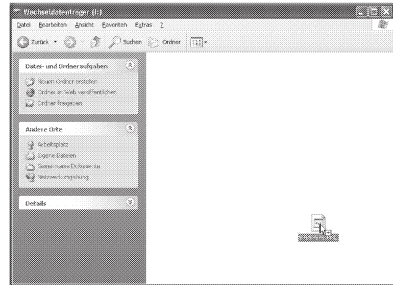 Wechseldatenträger (I:)
Datei Bearbeiten Ansicht Favoriten Extras ?
Zurück Suchen Ordner
Datei- und Ordneraufgaben
Neuen Ordner erstellen
Ordner im Web veröffentlichen
Ordner freigeben
Andere Orte
Arbeitsplatz
Eigene Dateien
Gemeinsame Dokumente
Netzwerkumgebung
Details